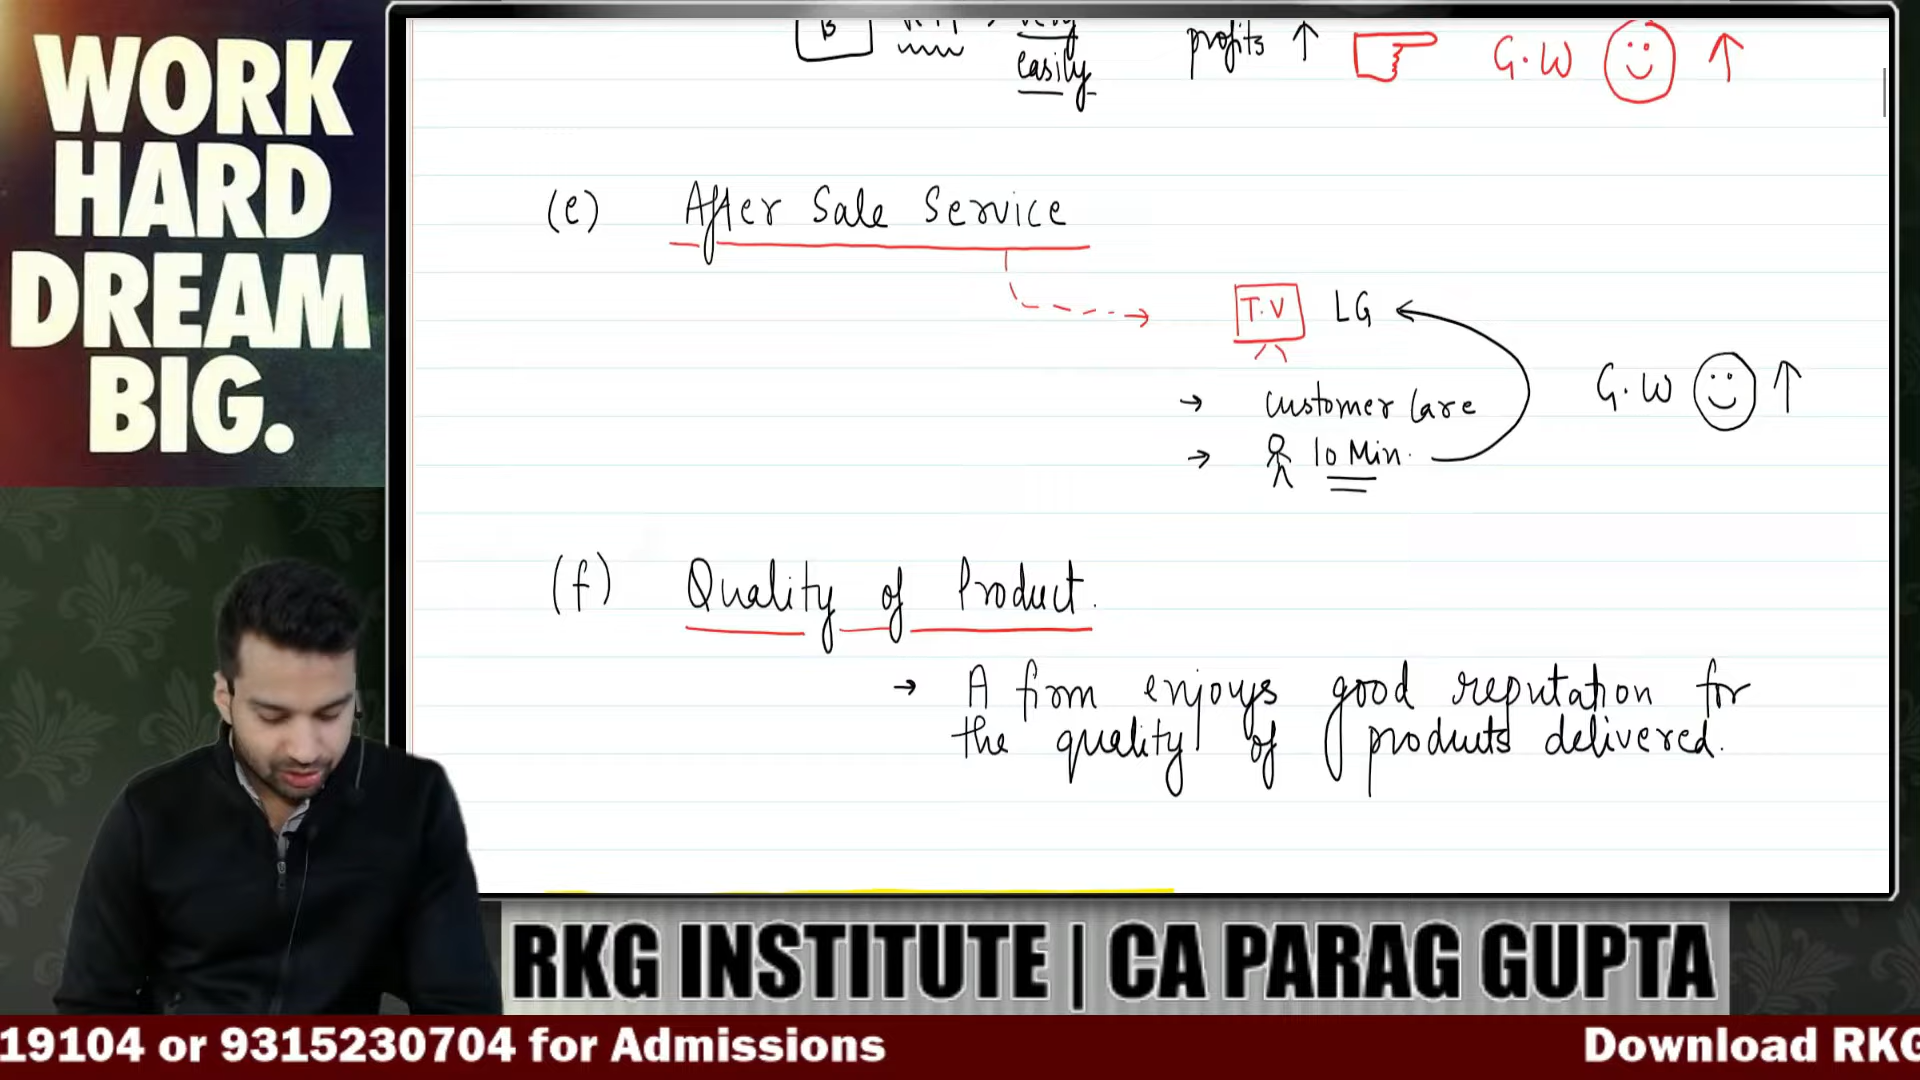 WORK
HARD
DREAM
BIG.
B
easily
profits ↑ G.W ↑
(e) After Sale Service
T.V LG
→ Customer Care
→ 10 Min.
G.W ↑
(f) Quality of Product.
→ A firm enjoys good reputation for
the quality of products delivered.
RKG INSTITUTE | CA PARAG GUPTA
19104 or 9315230704 for Admissions
Download RKG